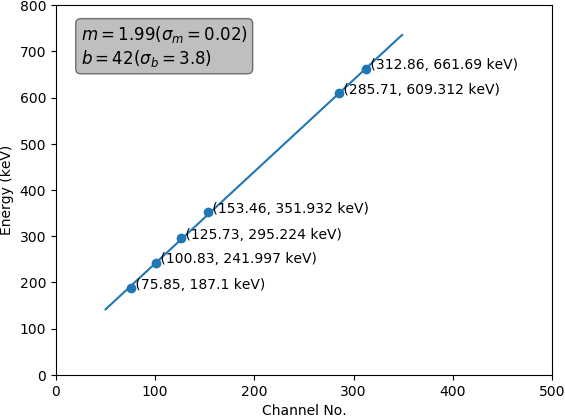 800
700
600
500
400
300
200
100
0
Energy (keV)
m = 1.99(σₘ = 0.02)
b = 42(σ_b = 3.8)
(312.86, 661.69 keV)
(285.71, 609.312 keV)
(153.46, 351.932 keV)
(125.73, 295.224 keV)
(100.83, 241.997 keV)
(75.85, 187.1 keV)
0 100 200 300 400 500
Channel No.